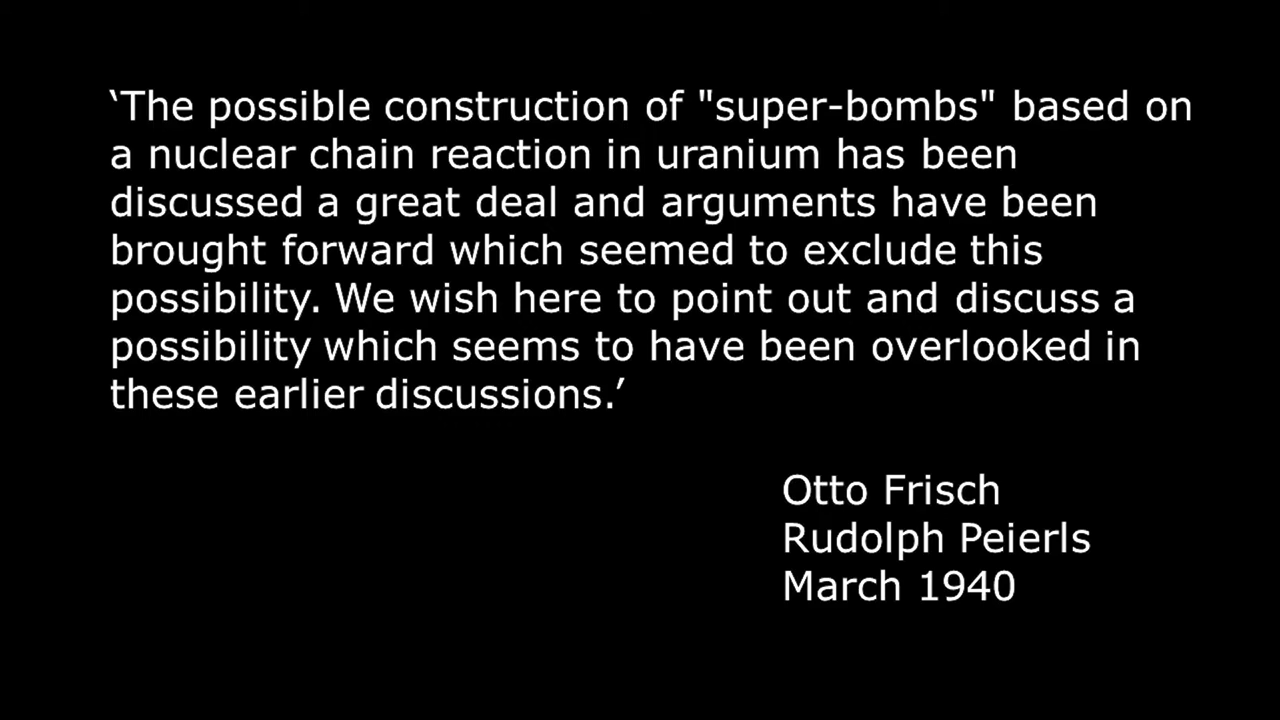 ‘The possible construction of "super-bombs" based on
a nuclear chain reaction in uranium has been
discussed a great deal and arguments have been
brought forward which seemed to exclude this
possibility. We wish here to point out and discuss a
possibility which seems to have been overlooked in
these earlier discussions.’
Otto Frisch
Rudolph Peierls
March 1940